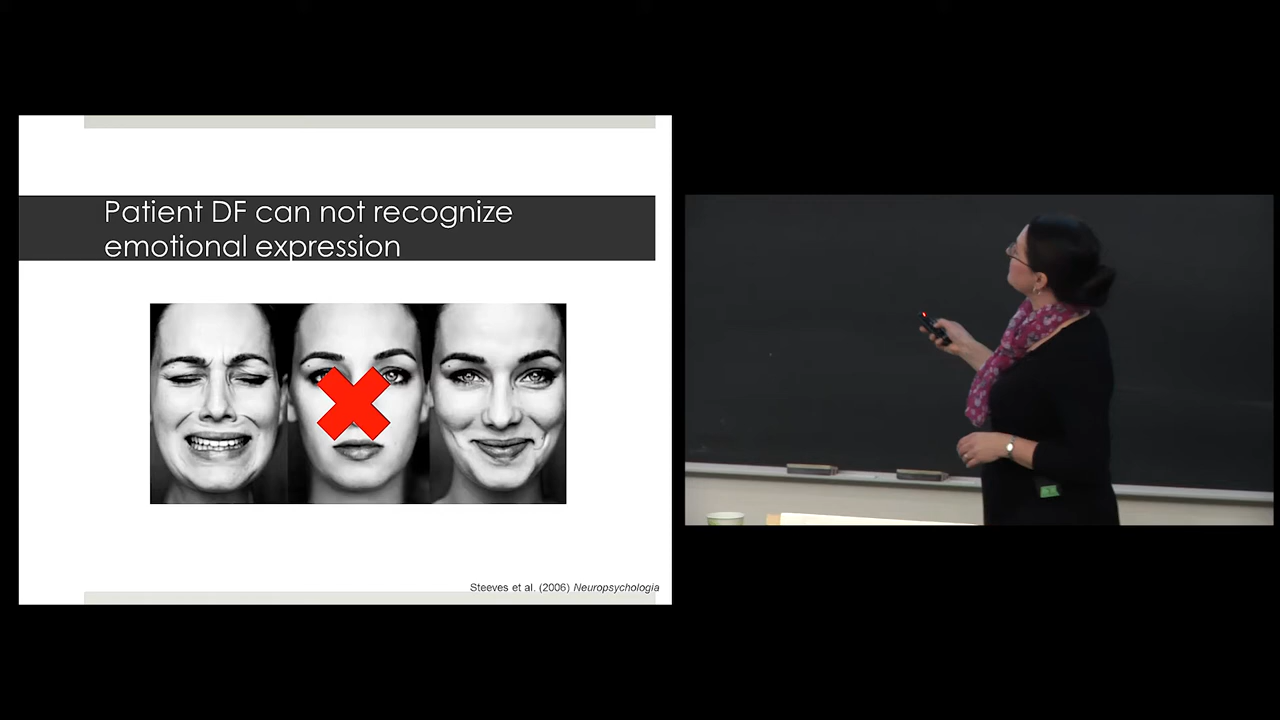 Patient DF can not recognize
emotional expression
Steeves et al. (2006) Neuropsychologia